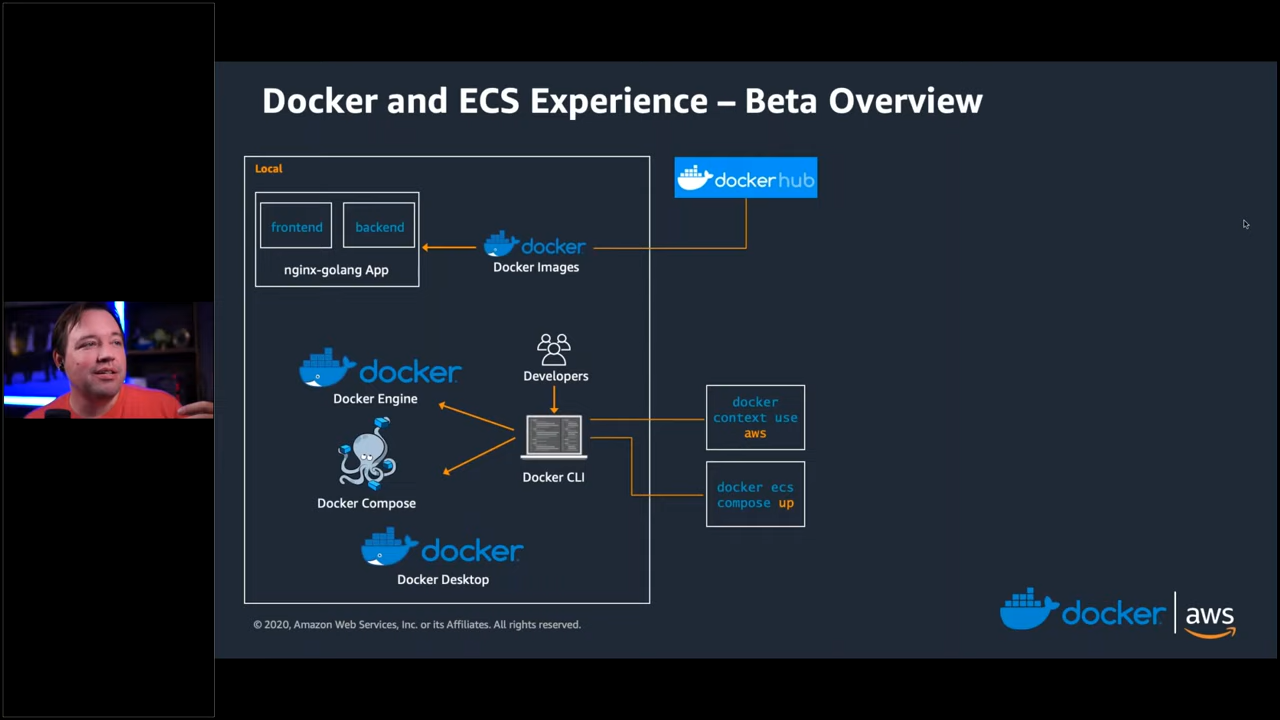 Docker and ECS Experience – Beta Overview
Local
frontend
backend
nginx-golang App
docker
Docker Images
docker hub
docker
Docker Engine
Developers
Docker CLI
Docker Compose
docker
Docker Desktop
docker
context use
aws
docker ecs
compose up
© 2020, Amazon Web Services, Inc. or its Affiliates. All rights reserved.
docker
aws